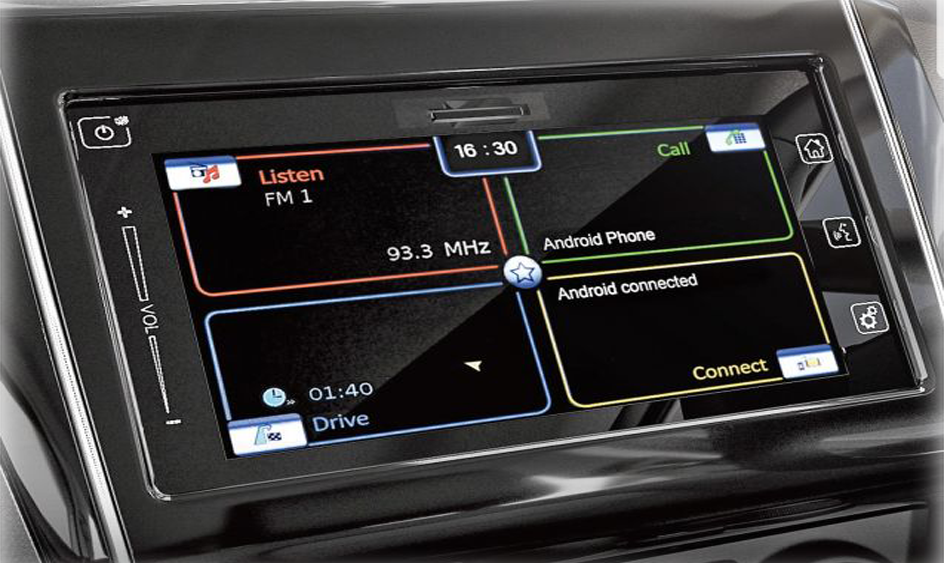 16 : 30
Listen
FM 1
93.3 MHz
Call
Android Phone
Android connected
Connect
01:40
Drive
+
VOL
-